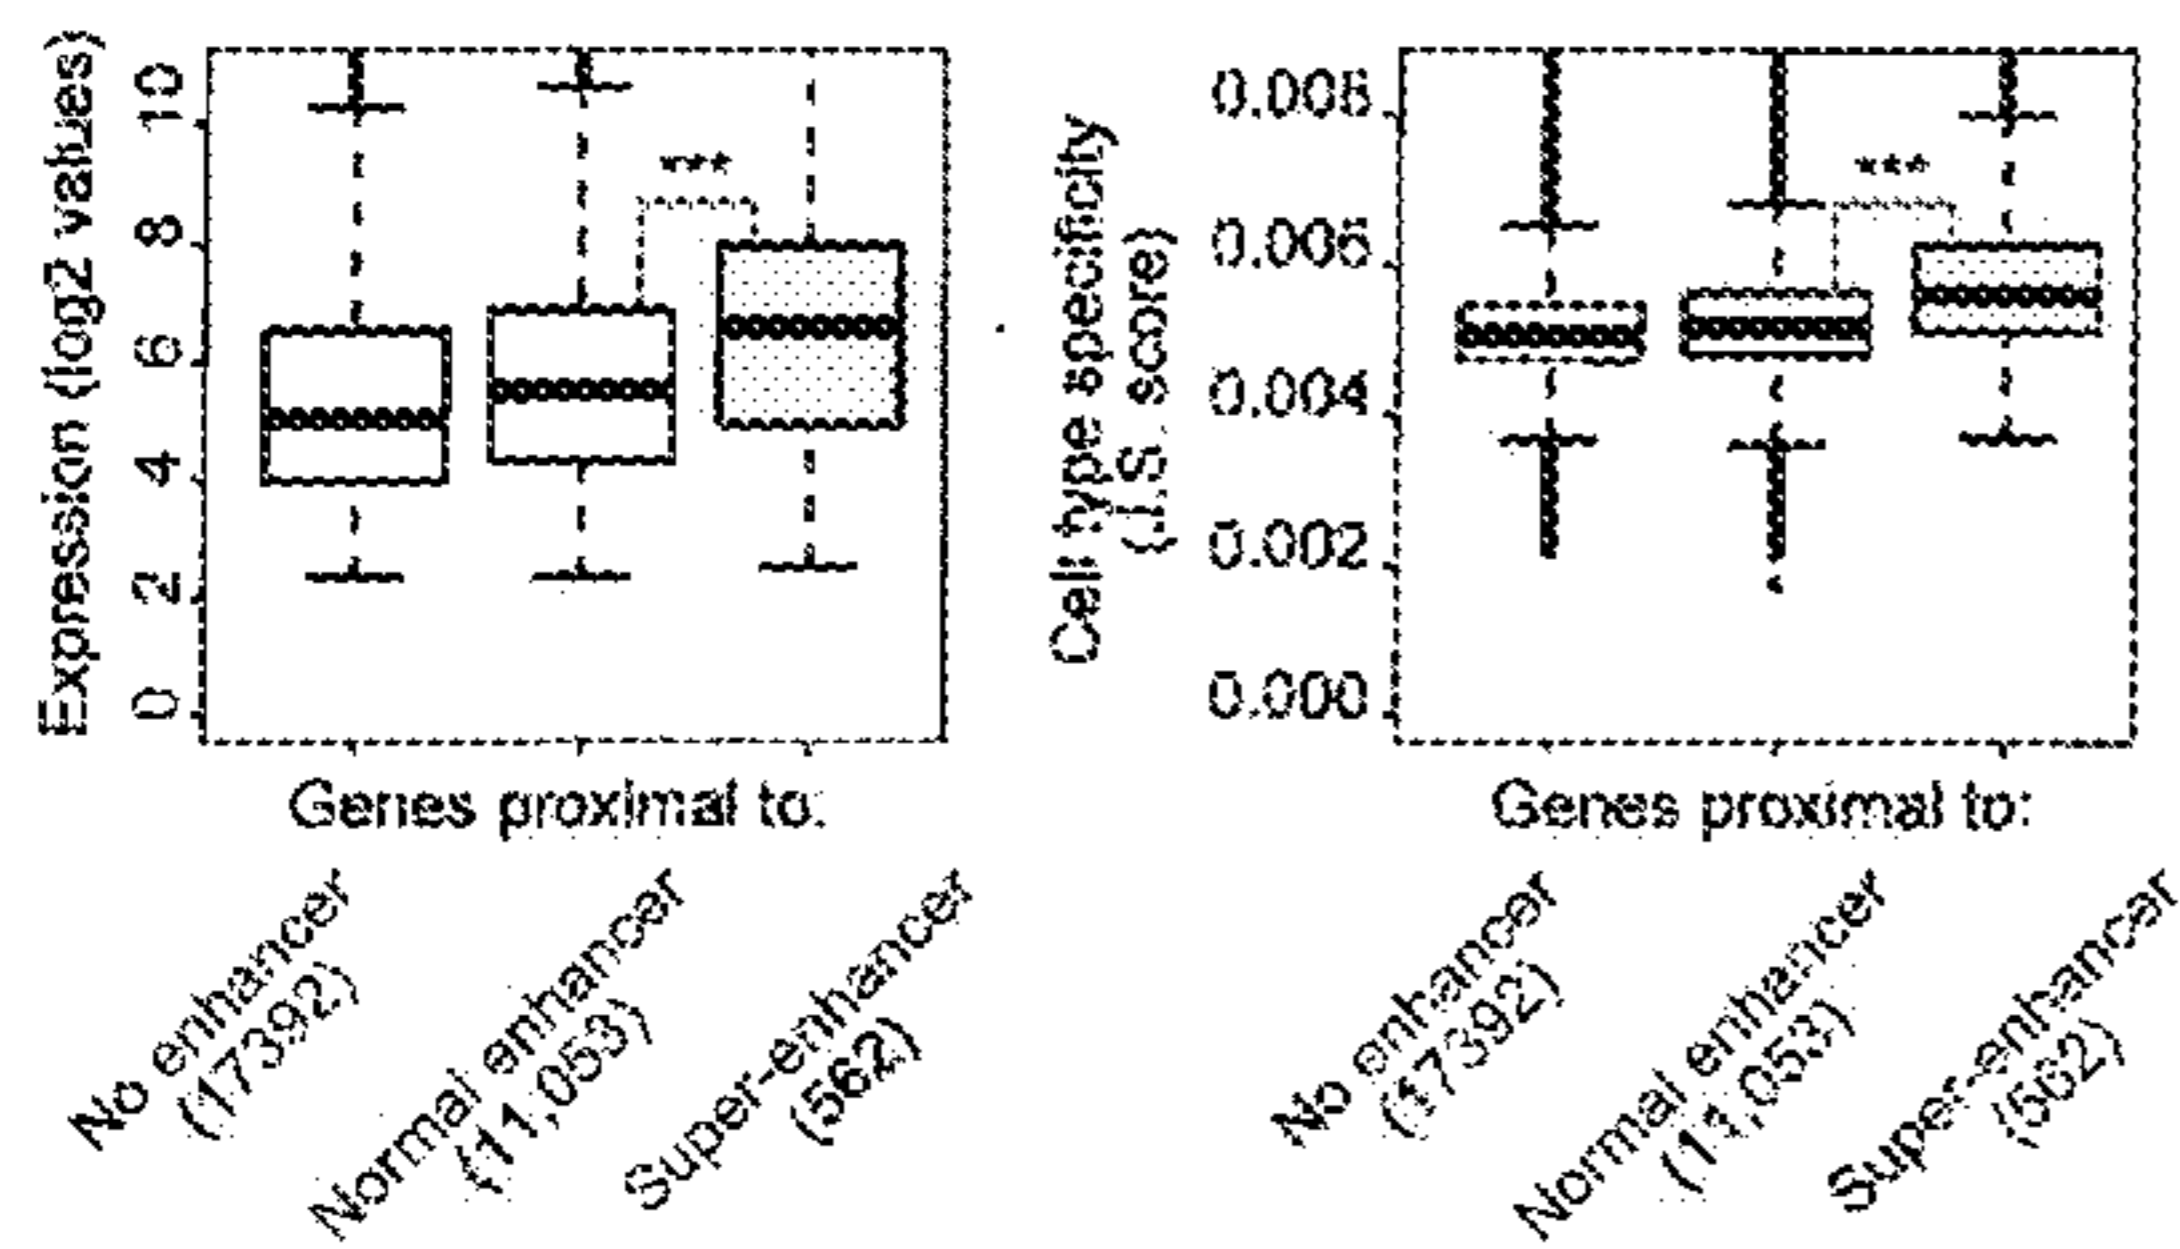 Expression (log2 values)
10
8
6
4
2
0
***
Genes proximal to:
No enhancer
(17392)
Normal enhancer
(11,053)
Super-enhancer
(562)
Cell type specificity
(J.S. score)
0.008
0.006
0.004
0.002
0.000
***
Genes proximal to:
No enhancer
(17392)
Normal enhancer
(11,053)
Super-enhancer
(562)